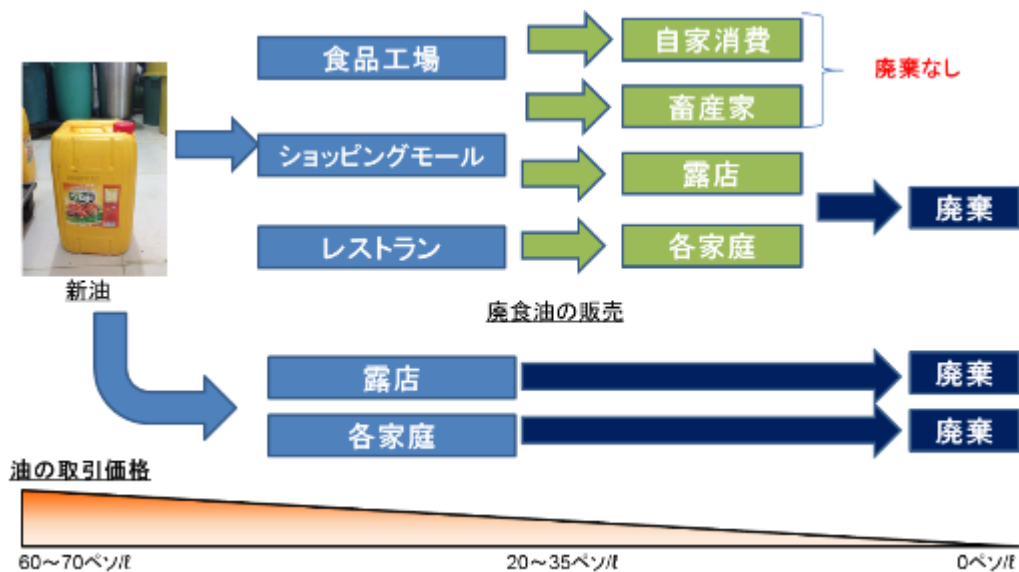 食品工場
自家消費
廃棄なし
畜産家
ショッピングモール
露店
廃棄
レストラン
各家庭
新油
廃食油の販売
露店
廃棄
各家庭
廃棄
油の取引価格
60～70ペソ/ℓ
20～35ペソ/ℓ
0ペソ/ℓ